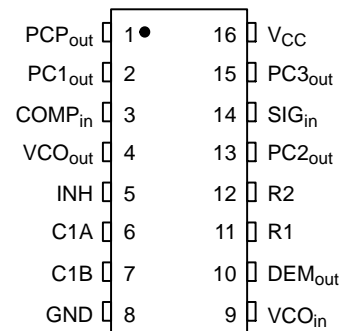 PCPout 1 16 VCC
PC1out 2 15 PC3out
COMPin 3 14 SIGin
VCOout 4 13 PC2out
INH 5 12 R2
C1A 6 11 R1
C1B 7 10 DEMout
GND 8 9 VCOin